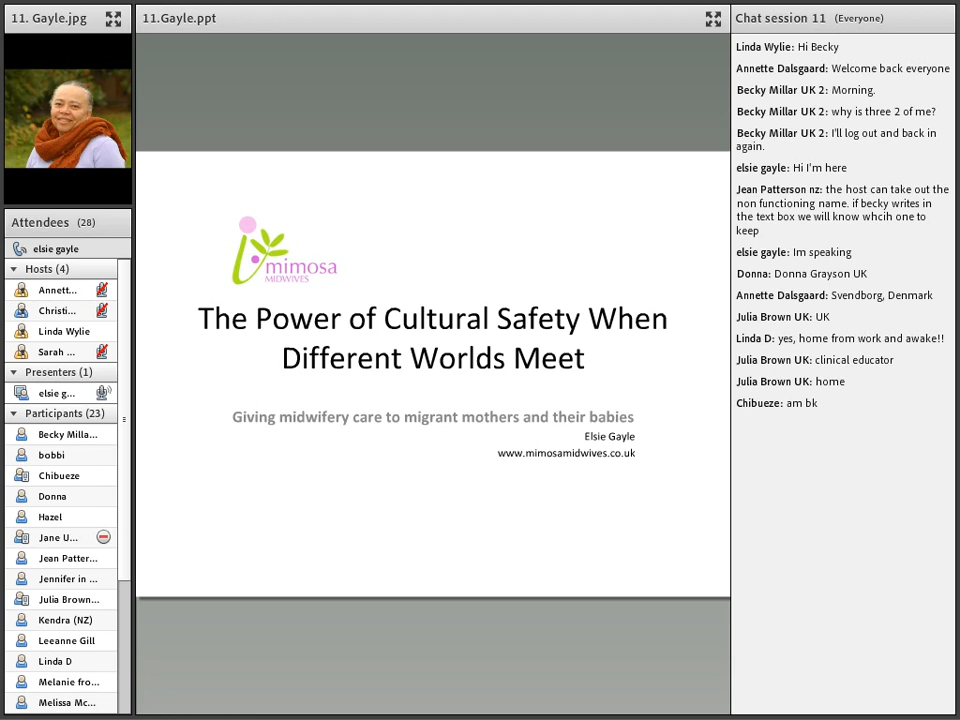 11. Gayle.jpg
Attendees (28)
elsie gayle
Hosts (4)
Annett...
Christi...
Linda Wylie
Sarah ...
Presenters (1)
elsie g...
Participants (23)
Becky Milla...
bobbi
Chibueze
Donna
Hazel
Jane U...
Jean Patter...
Jennifer in ...
Julia Brown...
Kendra (NZ)
Leeanne Gill
Linda D
Melanie fro...
Melissa Mc...
11.Gayle.ppt
mimosa
MIDWIVES
The Power of Cultural Safety When
Different Worlds Meet
Giving midwifery care to migrant mothers and their babies
Elsie Gayle
www.mimosamidwives.co.uk
Chat session 11 (Everyone)
Linda Wylie: Hi Becky
Annette Dalsgaard: Welcome back everyone
Becky Millar UK 2: Morning.
Becky Millar UK 2: why is three 2 of me?
Becky Millar UK 2: I'll log out and back in
again.
elsie gayle: Hi I'm here
Jean Patterson nz: the host can take out the
non functioning name. if becky writes in
the text box we will know whcih one to
keep
elsie gayle: Im speaking
Donna: Donna Grayson UK
Annette Dalsgaard: Svendborg, Denmark
Julia Brown UK: UK
Linda D: yes, home from work and awake!!
Julia Brown UK: clinical educator
Julia Brown UK: home
Chibueze: am bk